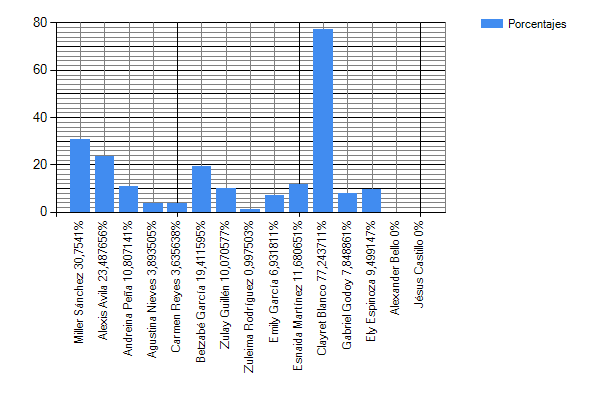 80
60
40
20
0
Porcentajes
Miller Sánchez 30,7541%
Alexis Avila 23,487656%
Andreina Peña 10,807141%
Agustina Nieves 3,893505%
Carmen Reyes 3,635638%
Betzabé García 19,411595%
Zulay Guillén 10,070577%
Zuleima Rodríguez 0,997503%
Emily García 6,931811%
Esnaida Martínez 11,680651%
Clayret Blanco 77,243711%
Gabriel Godoy 7,848861%
Ely Espinoza 9,499147%
Alexander Bello 0%
Jésus Castillo 0%